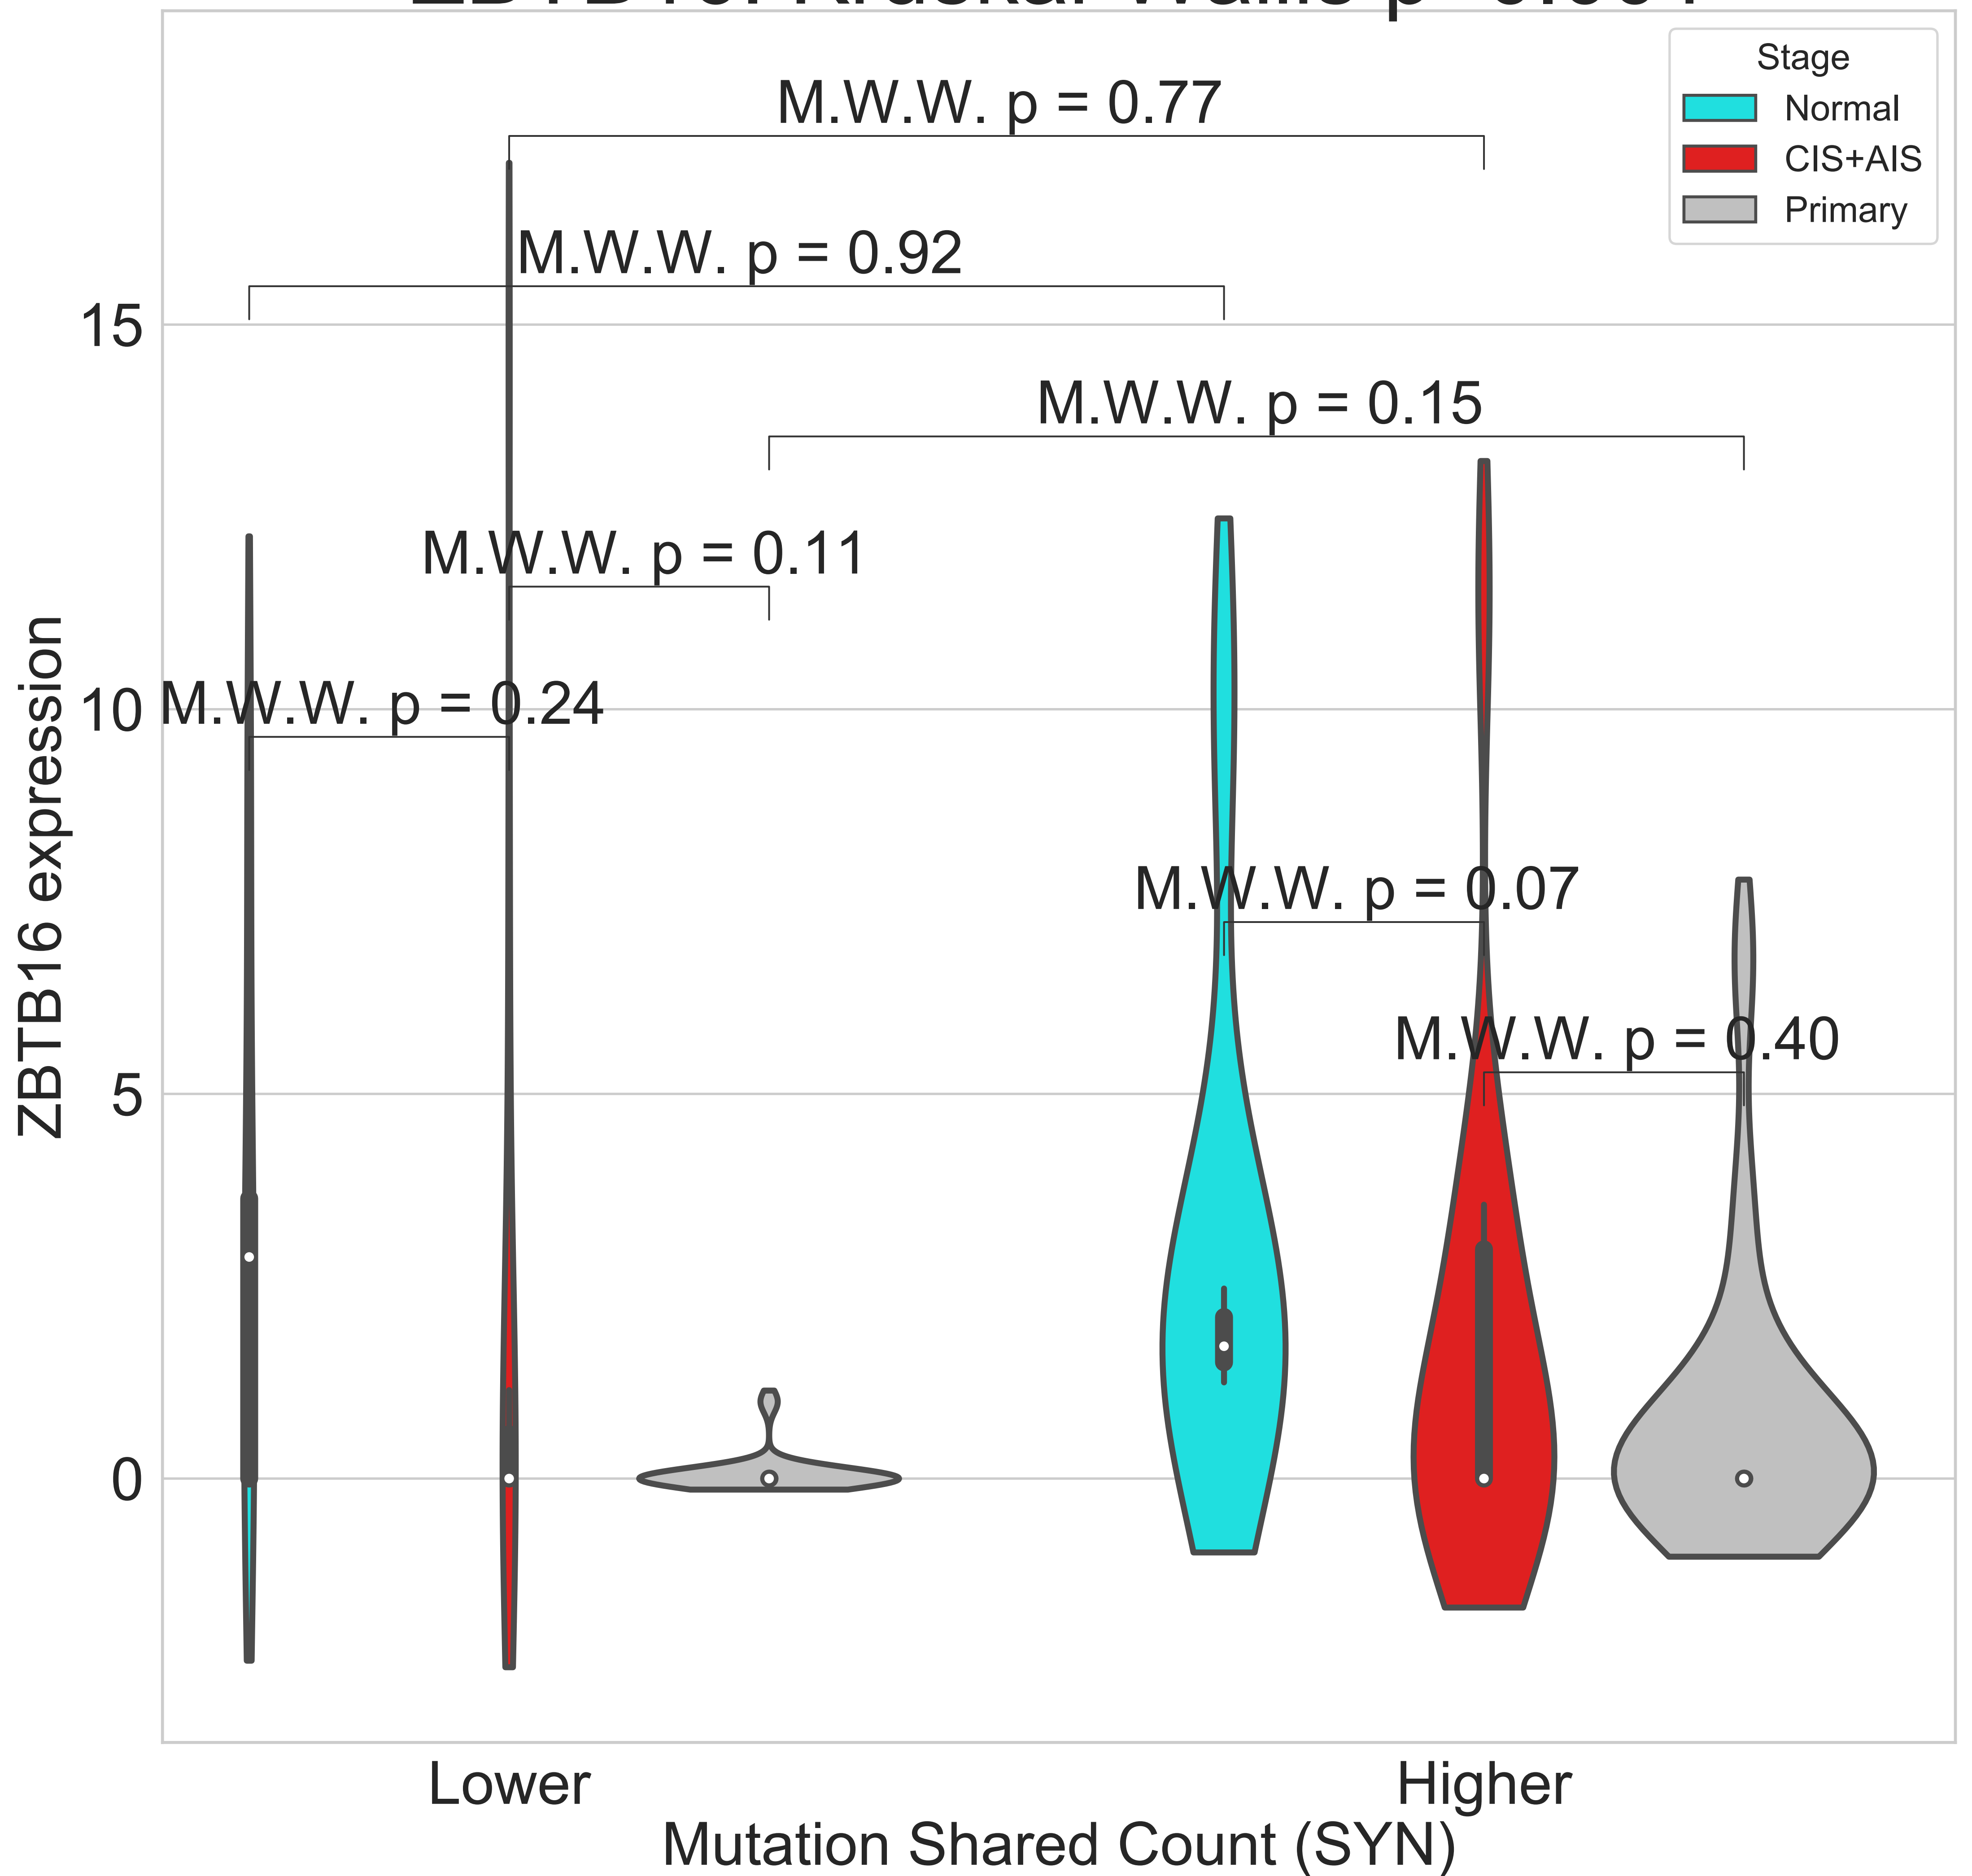 Stage
Normal
CIS+AIS
Primary
M.W.W. p = 0.77
M.W.W. p = 0.92
M.W.W. p = 0.15
M.W.W. p = 0.11
M.W.W. p = 0.24
M.W.W. p = 0.07
M.W.W. p = 0.40
15
10
5
0
ZBTB16 expression
Lower
Higher
Mutation Shared Count (SYN)